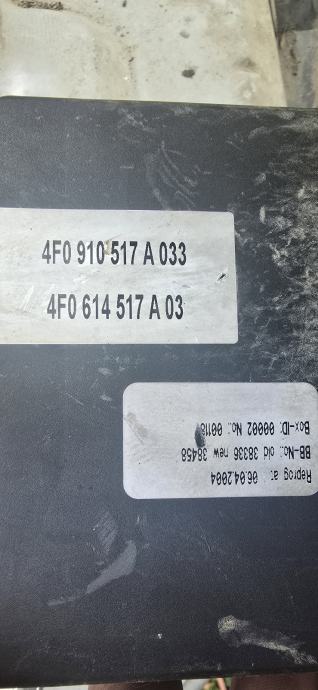 4F0 910 517 A 033
4F0 614 517 A 03
Reprog at : 06.04.2004
BB-No.: old 38336 new 38458
Box-ID: 00002 No.: 00118